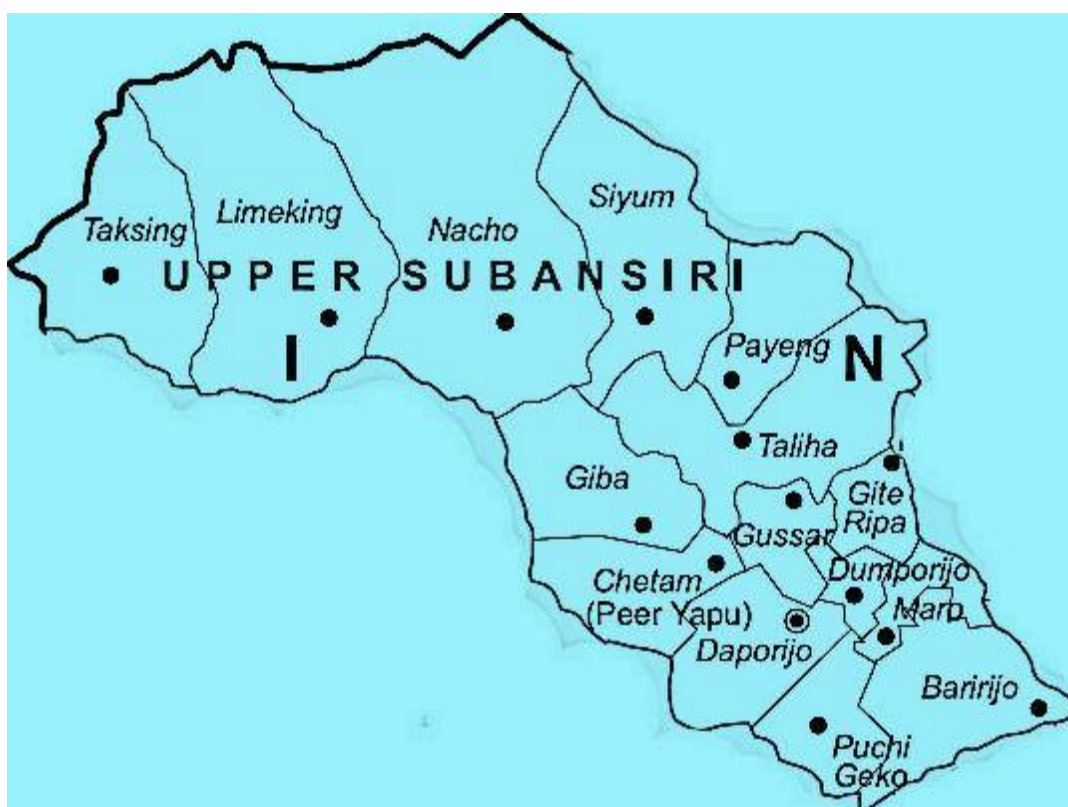 Siyum
Limeking
Taksing
Nacho
UPPER SUBANSIRI
I
Payeng
N
Taliha
Giba
Gite
Ripa
Gussar
Dumporijo
Chetam
(Peer Yapu)
Maro
Daporijo
Baririjo
Puchi
Geko